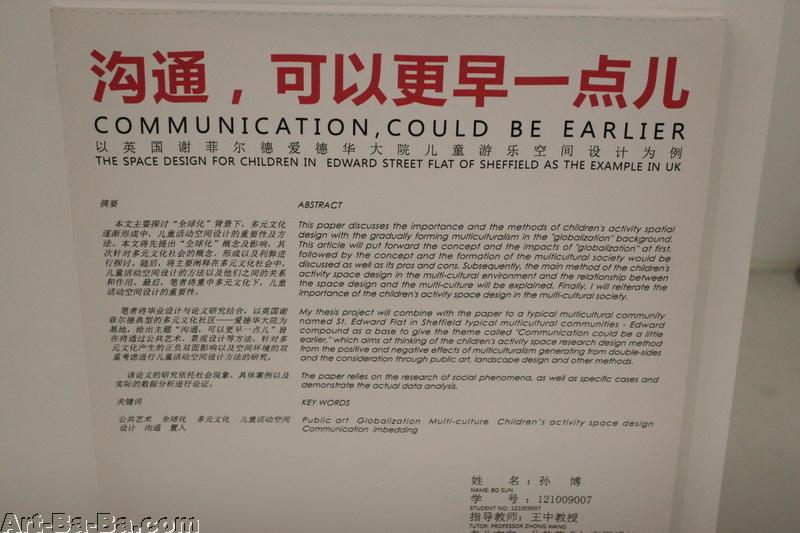 沟通，可以更早一点儿
COMMUNICATION,COULD BE EARLIER
以英国谢菲尔德爱德华大院儿童游乐空间设计为例
THE SPACE DESIGN FOR CHILDREN IN EDWARD STREET FLAT OF SHEFFIELD AS THE EXAMPLE IN UK
摘要
本文主要探讨“全球化”背景下，多元文化
逐渐形成中，儿童活动空间设计的重要性及方
法。本文将先提出“全球化”概念及影响，其
次针对多元文化社会的概念、形成以及利弊进
行探讨。随后，将主要阐释在多元文化社会中，
儿童活动空间设计的方法以及他们之间的关系
和作用。最后，笔者将重申多元文化下，儿童
活动空间设计的重要性。
笔者将毕业设计与论文研究结合，以英国谢
菲尔德典型的多元文化社区——爱德华大院为
基地，给出主题“沟通，可以更早一点儿”旨
在将通过公共艺术、景观设计等方法，针对多
元文化产生的正负双面影响以及空间环境的双
重考虑进行儿童活动空间设计方法的研究。
该论文的研究依托社会现象、具体案例以及
实际的数据分析进行论证。
关键词
公共艺术 全球化 多元文化 儿童活动空间
设计 沟通 置入
ABSTRACT
This paper discusses the importance and the methods of children's activity spatial
design with the gradually forming multiculturalism in the "globalization" background.
This article will put forward the concept and the impacts of "globalization" at first,
followed by the concept and the formation of the multicultural society would be
discussed as well as its pros and cons. Subsequently, the main method of the children's
activity space design in the multi-cultural environment and the relationship between
the space design and the multi-culture will be explained. Finally, I will reiterate the
importance of the children's activity space design in the multi-cultural society.
My thesis project will combine with the paper to a typical multicultural community
named St. Edward Flat in Sheffield typical multicultural communities - Edward
compound as a base to give the theme called "Communication could be a little
earlier," which aims at thinking of the children's activity space research design method
from the positive and negative effects of multiculturalism generating from double-sides
and the consideration through public art, landscape design and other methods.
The paper relies on the research of social phenomena, as well as specific cases and
demonstrate the actual data analysis.
KEY WORDS
Public art Globalization Multi-culture Children's activity space design
Communication Imbedding
姓 名：孙 博
NAME: BO SUN
学 号：121009007
STUDENT NO.: 121009007
指导教师：王中教授
TUTOR: PROFESSOR ZHONG WANG
Art-Ba-Ba.com